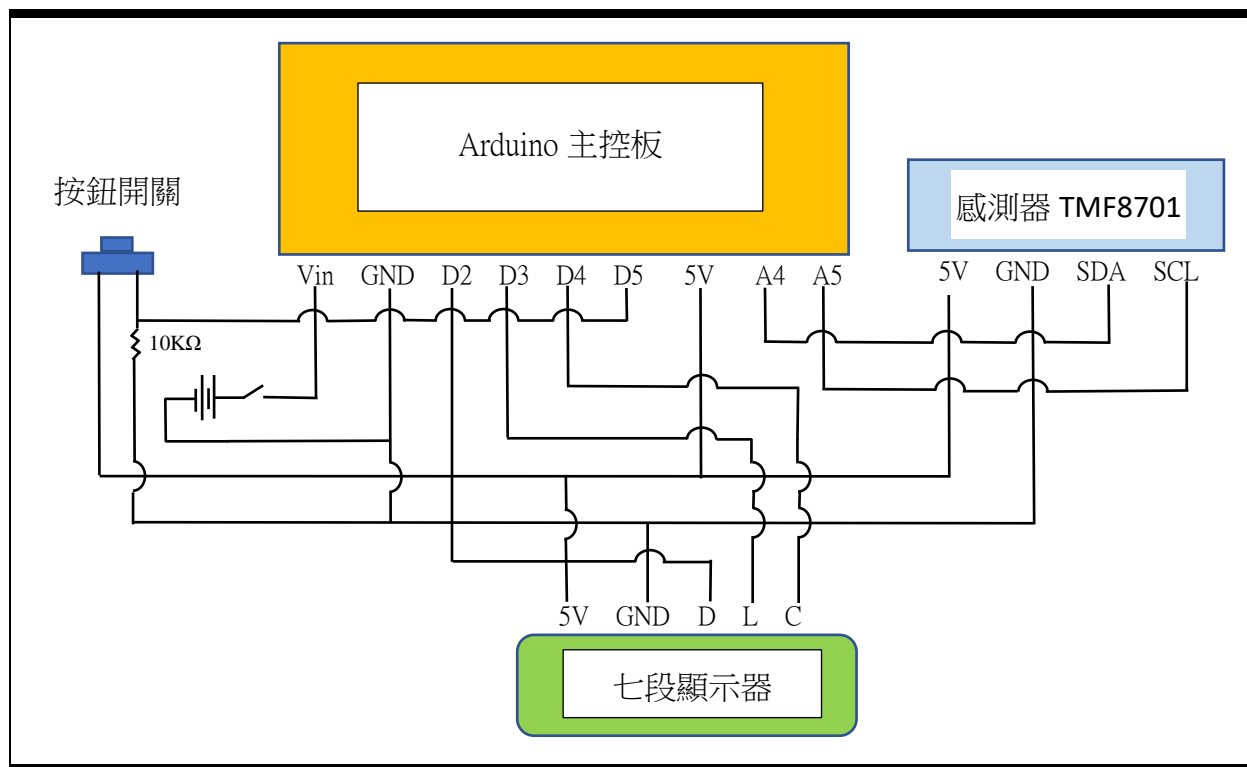 Arduino 主控板
按鈕開關
感測器 TMF8701
Vin GND D2 D3 D4 D5 5V A4 A5
5V GND SDA SCL
10KΩ
5V GND D L C
七段顯示器